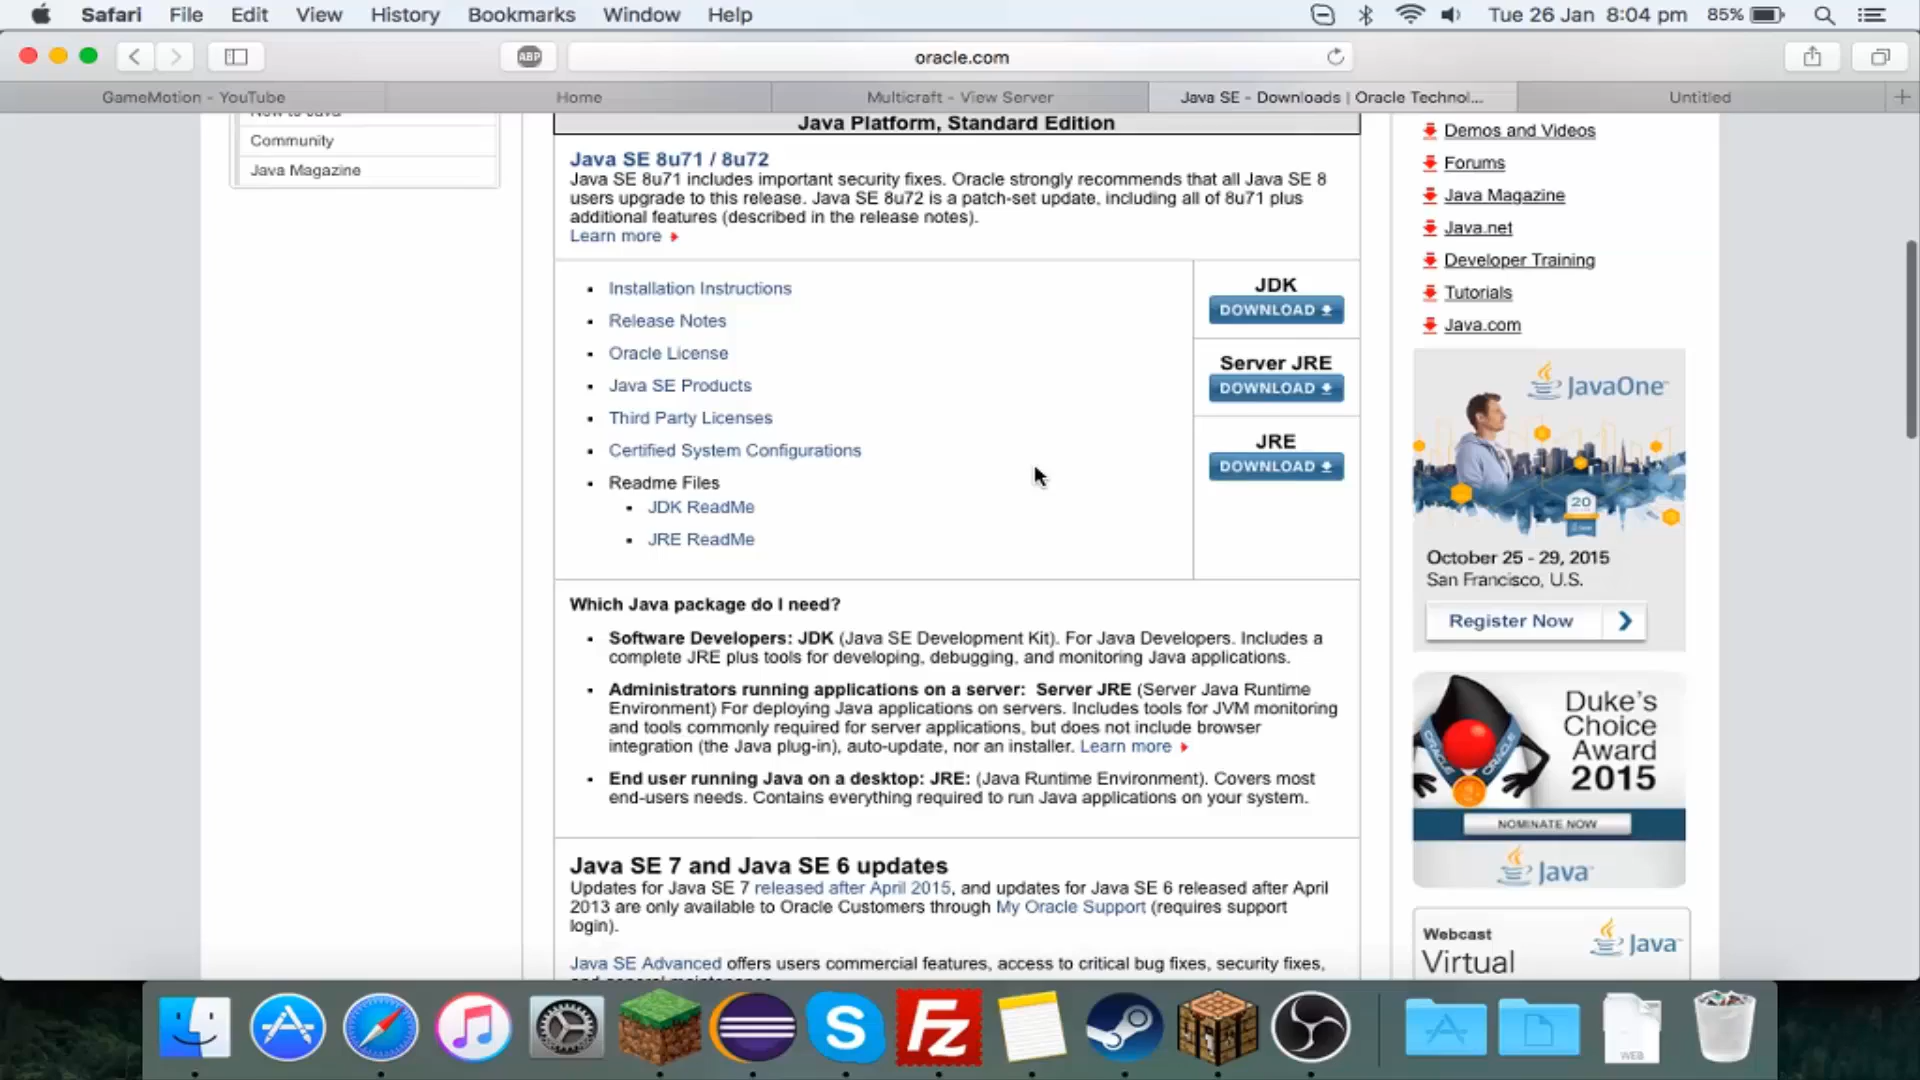 Safari File Edit View History Bookmarks Window Help Tue 26 Jan 8:04 pm 85%
ABP oracle.com
GameMotion - YouTube Home Multicraft - View Server Java SE - Downloads | Oracle Technol... Untitled
New to Java
Community
Java Magazine
Java Platform, Standard Edition
Java SE 8u71 / 8u72
Java SE 8u71 includes important security fixes. Oracle strongly recommends that all Java SE 8
users upgrade to this release. Java SE 8u72 is a patch-set update, including all of 8u71 plus
additional features (described in the release notes).
Learn more
Installation Instructions
Release Notes
Oracle License
Java SE Products
Third Party Licenses
Certified System Configurations
Readme Files
JDK ReadMe
JRE ReadMe
JDK
DOWNLOAD
Server JRE
DOWNLOAD
JRE
DOWNLOAD
Which Java package do I need?
Software Developers: JDK (Java SE Development Kit). For Java Developers. Includes a
complete JRE plus tools for developing, debugging, and monitoring Java applications.
Administrators running applications on a server: Server JRE (Server Java Runtime
Environment) For deploying Java applications on servers. Includes tools for JVM monitoring
and tools commonly required for server applications, but does not include browser
integration (the Java plug-in), auto-update, nor an installer. Learn more
End user running Java on a desktop: JRE: (Java Runtime Environment). Covers most
end-users needs. Contains everything required to run Java applications on your system.
Java SE 7 and Java SE 6 updates
Updates for Java SE 7 released after April 2015, and updates for Java SE 6 released after April
2013 are only available to Oracle Customers through My Oracle Support (requires support
login).
Java SE Advanced offers users commercial features, access to critical bug fixes, security fixes,
Demos and Videos
Forums
Java Magazine
Java.net
Developer Training
Tutorials
Java.com
JavaOne
20
October 25 - 29, 2015
San Francisco, U.S.
Register Now
Duke's
Choice
Award
2015
ORACLE
NOMINATE NOW
Java
Webcast
Java
Virtual
S
Fz
WEB